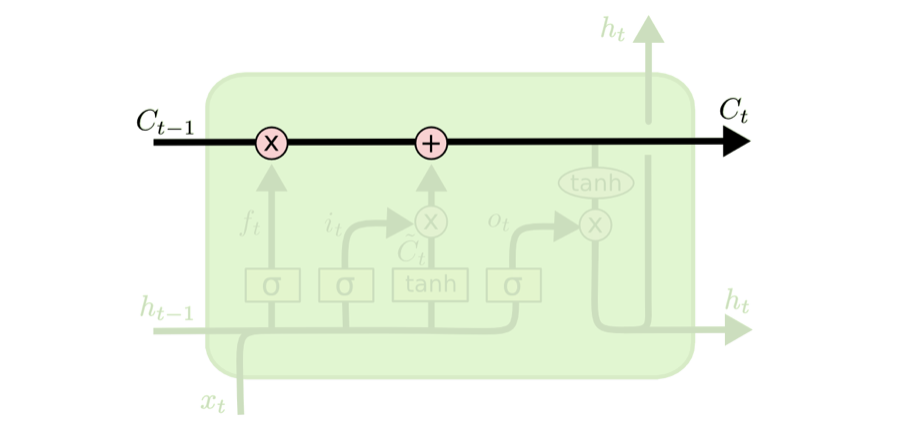 h_t
C_{t-1}
C_t
x
+
tanh
f_t
i_t
x
o_t
x
C̃_t
σ
σ
tanh
σ
h_{t-1}
h_t
x_t